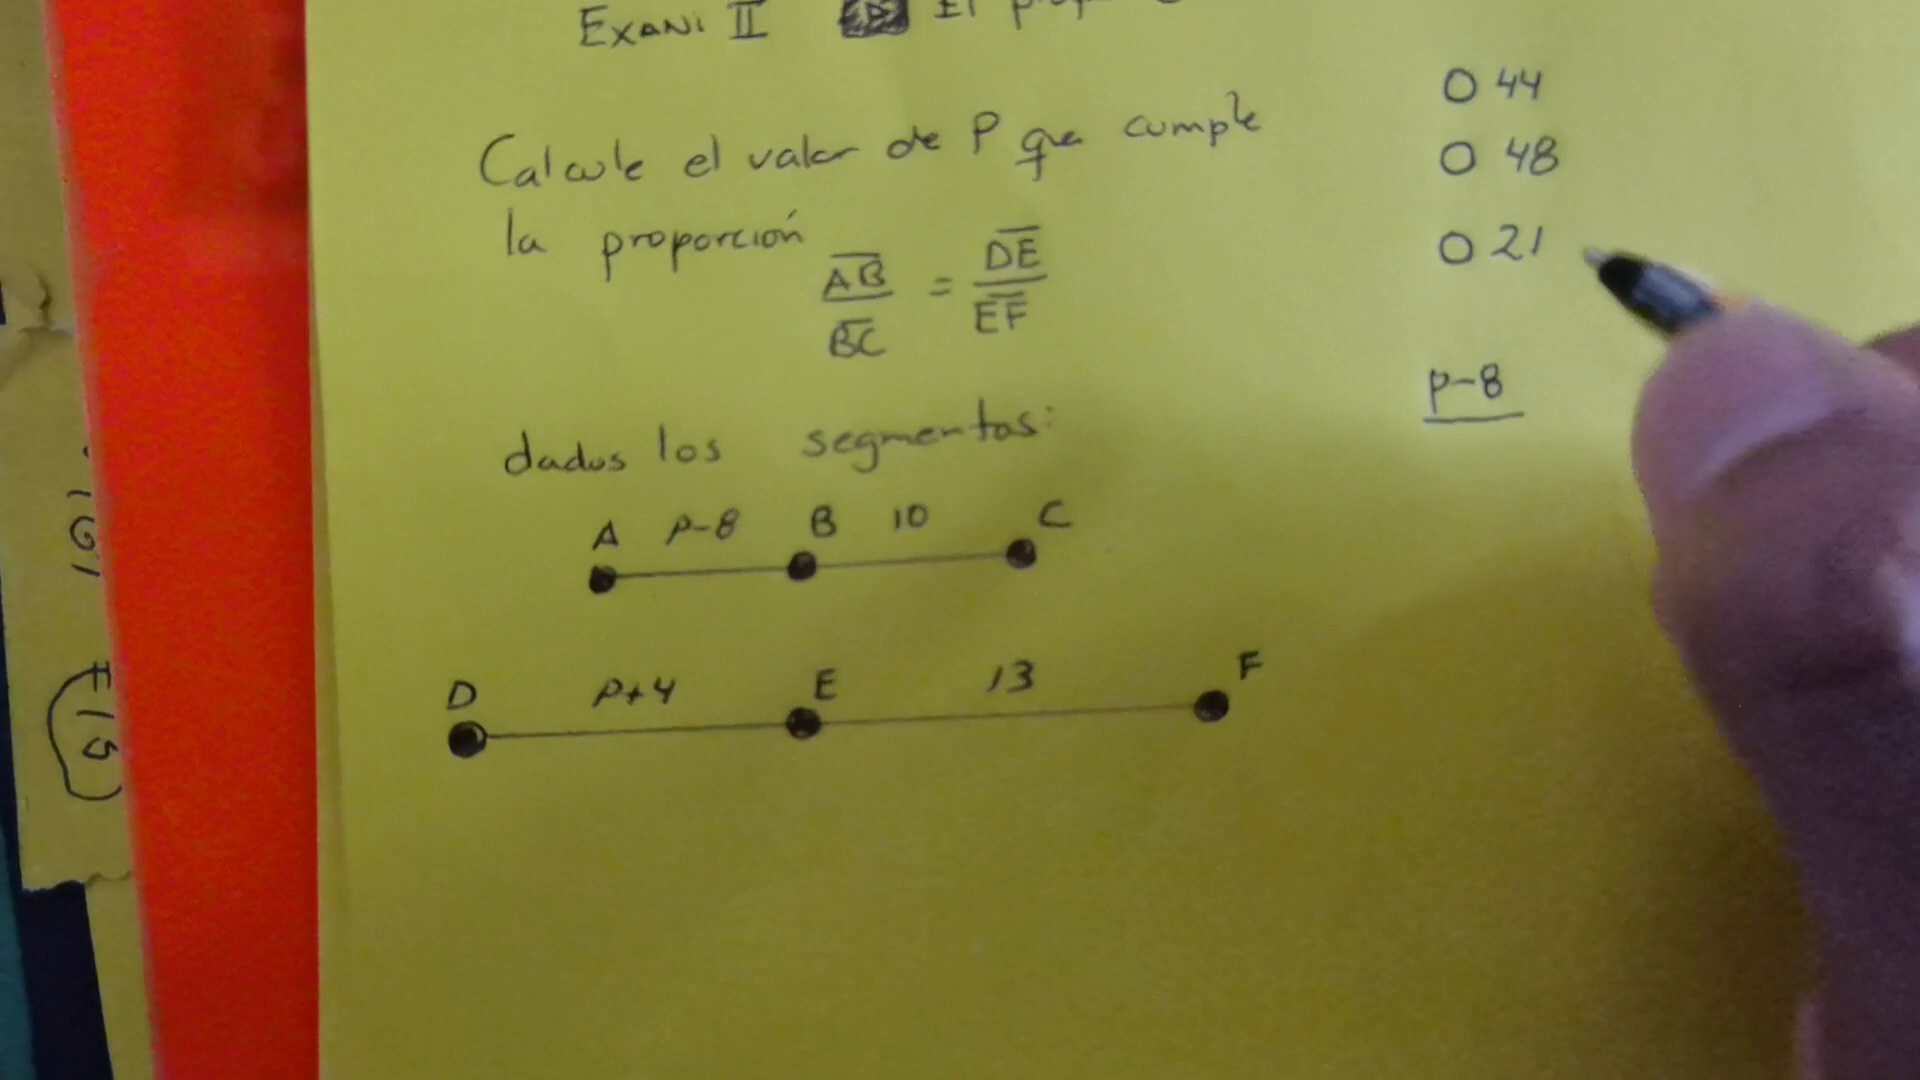 EXANI II El
Calcule el valor de P que cumple
la proporción
AB = DE
BC EF
dados los segmentos:
A P-8 B 10 C
D P+4 E 13 F
O 44
O 48
O 21
P-8